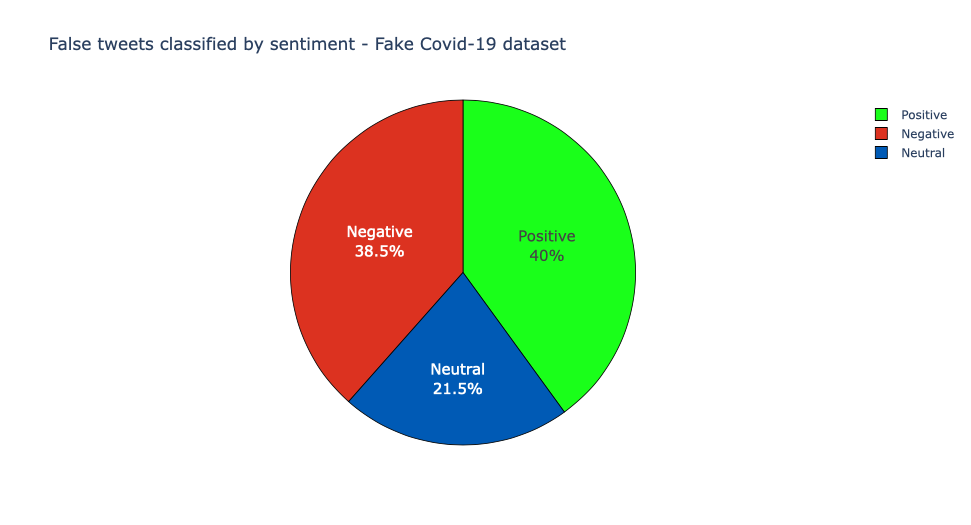 False tweets classified by sentiment - Fake Covid-19 dataset
Positive
Negative
Neutral
Negative
38.5%
Positive
40%
Neutral
21.5%